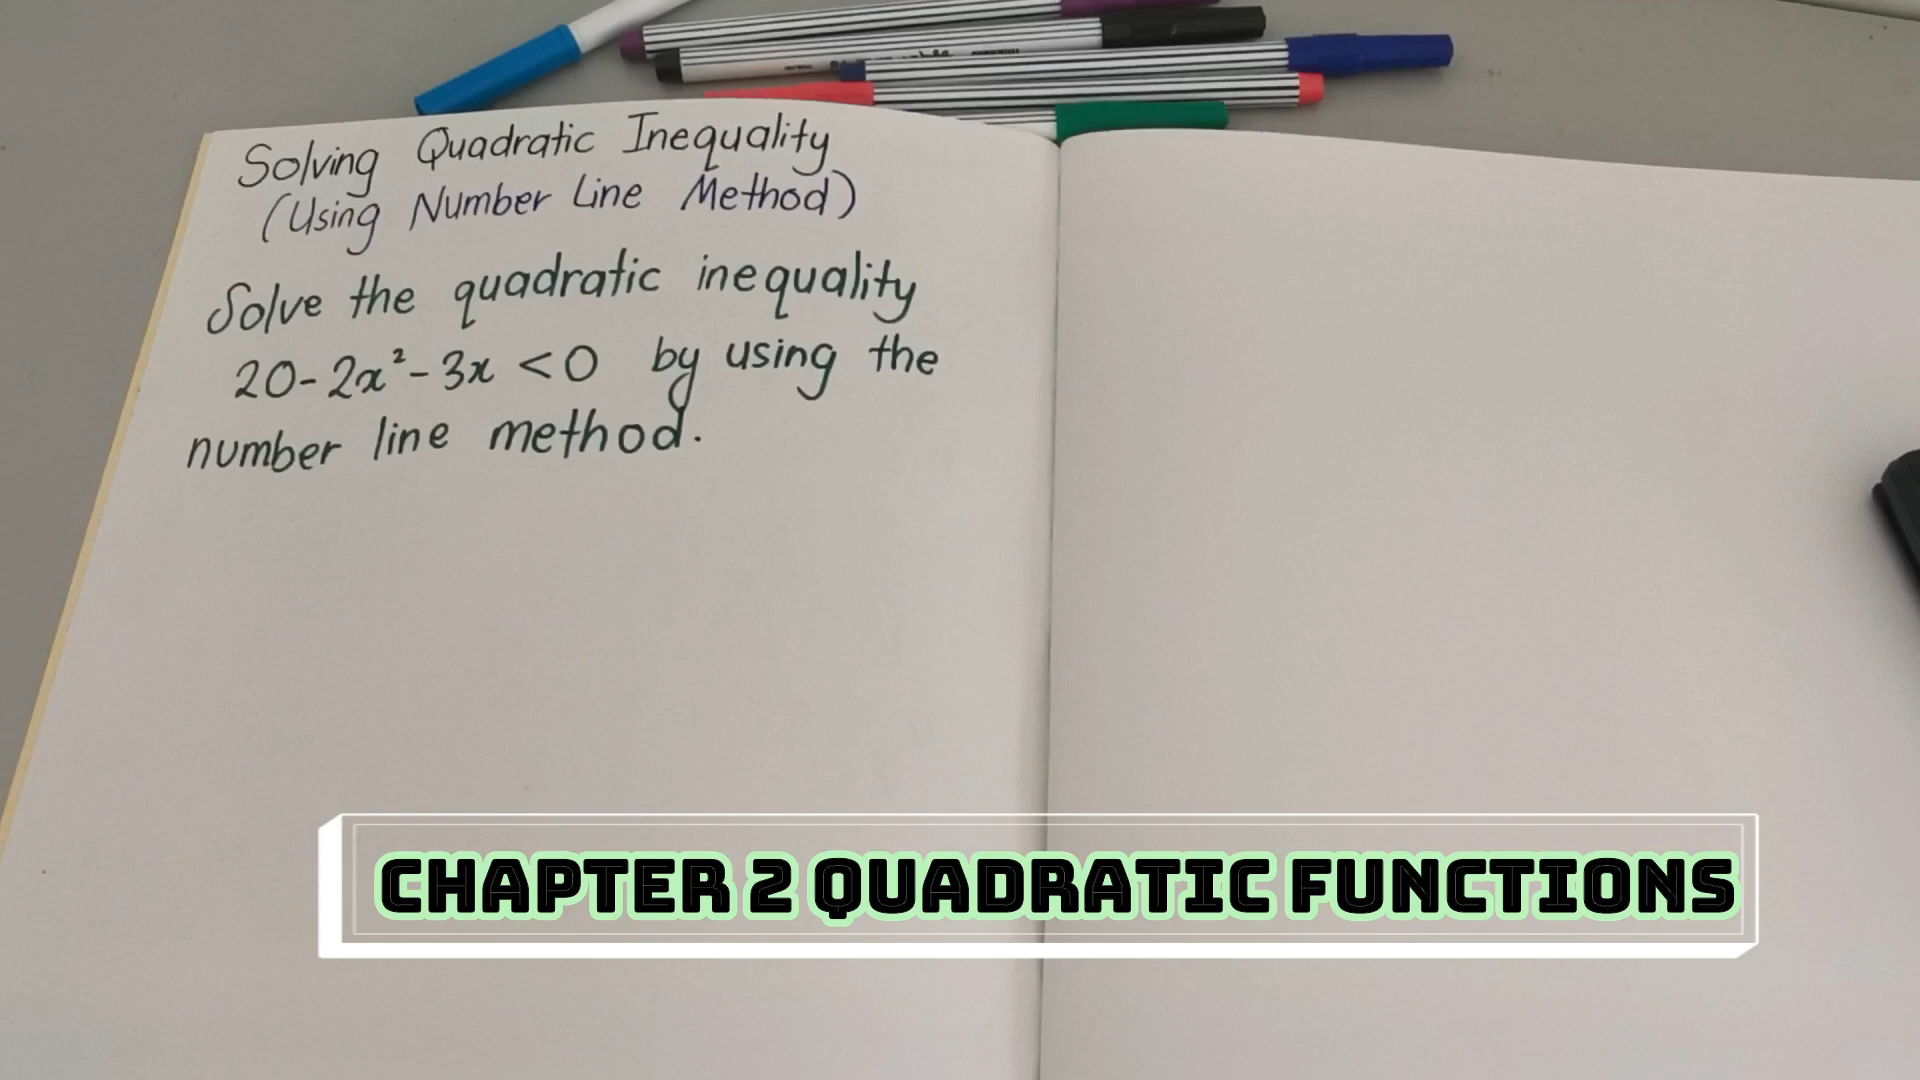 Solving Quadratic Inequality
(Using Number Line Method)
Solve the quadratic inequality
20-2x²-3x <0 by using the
number line method.
CHAPTER 2 QUADRATIC FUNCTIONS